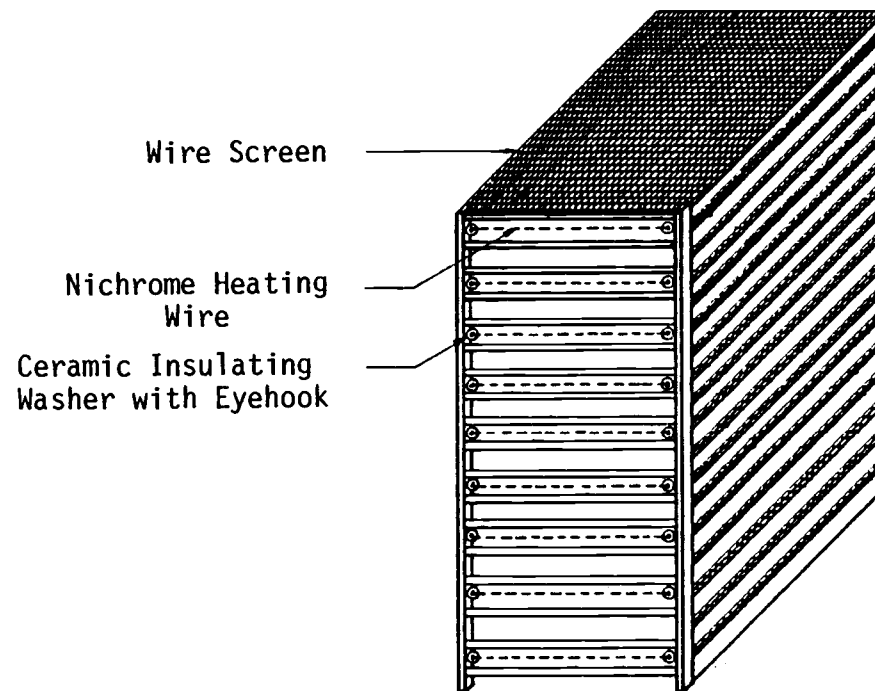 Wire Screen
Nichrome Heating
Wire
Ceramic Insulating
Washer with Eyehook